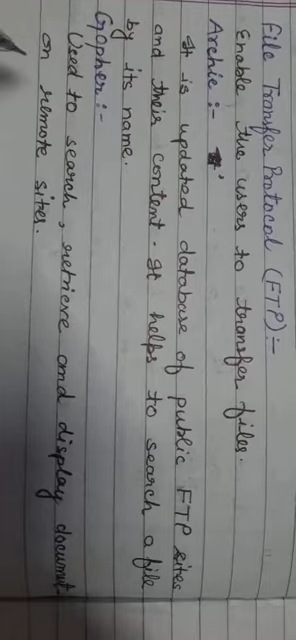 File Transfer Protocol (FTP):-
Enable the users to transfer files.
Archie :-
It is updated database of public FTP sites
and their content. It helps to search a file
by its name.
Gopher:-
Used to search, retrieve and display document
on remote sites.